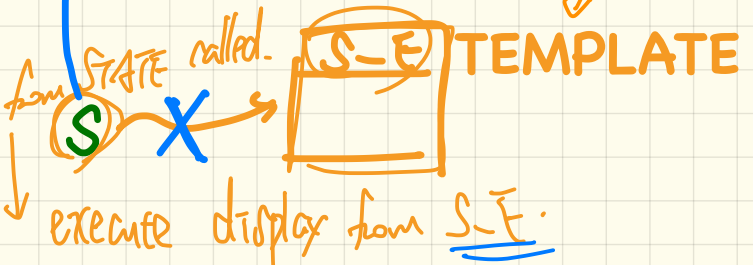 from STATE called.
S-E TEMPLATE
S
execute display from S-E.